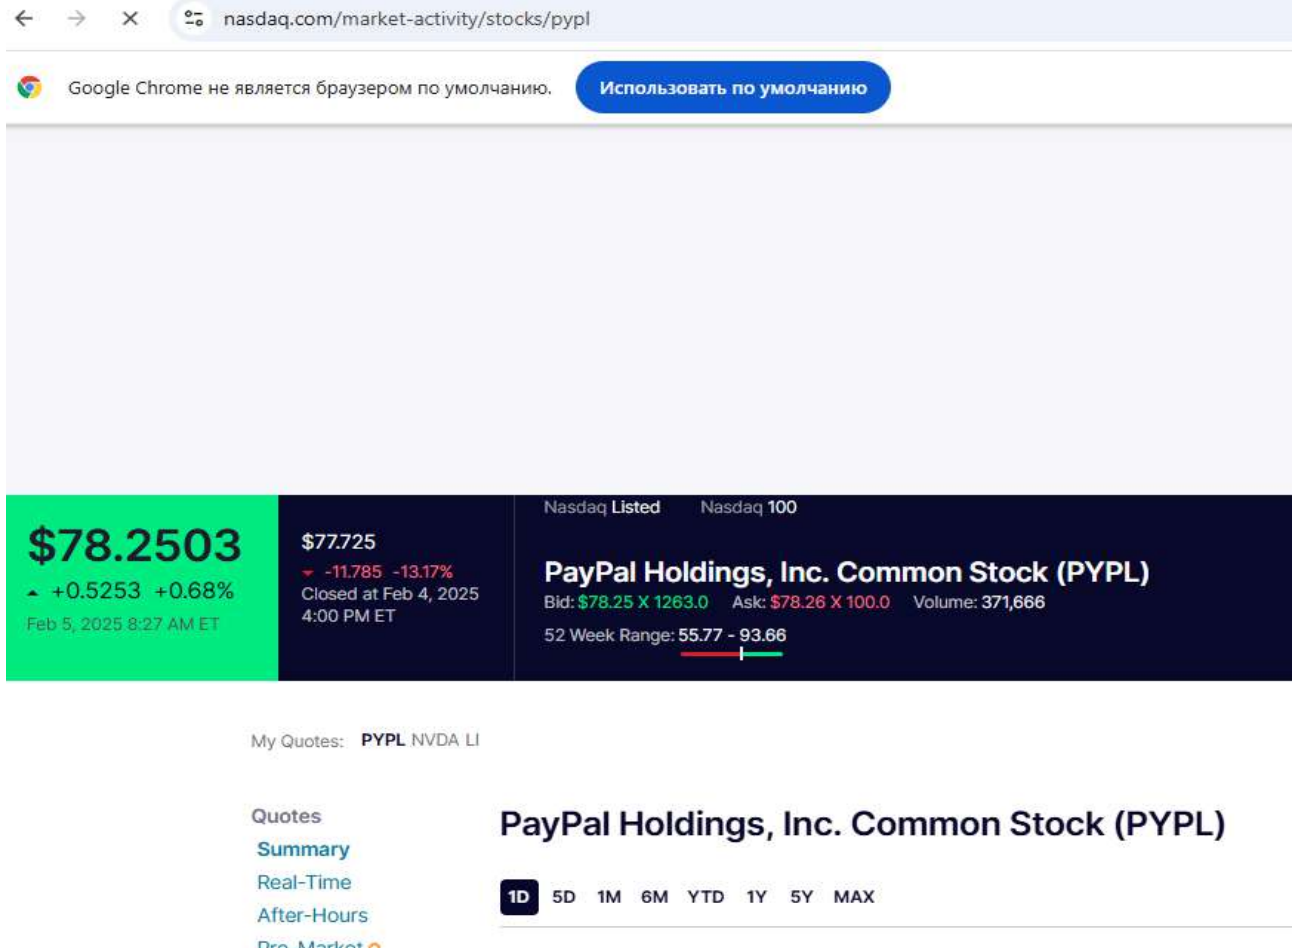 nasdaq.com/market-activity/stocks/pypl
Google Chrome не является браузером по умолчанию. Использовать по умолчанию
$78.2503
+0.5253 +0.68%
Feb 5, 2025 8:27 AM ET
$77.725
-11.785 -13.17%
Closed at Feb 4, 2025
4:00 PM ET
Nasdaq Listed Nasdaq 100
PayPal Holdings, Inc. Common Stock (PYPL)
Bid: $78.25 X 1263.0 Ask: $78.26 X 100.0 Volume: 371,666
52 Week Range: 55.77 - 93.66
My Quotes: PYPL NVDA LI
Quotes
Summary
Real-Time
After-Hours
Pre-Market
PayPal Holdings, Inc. Common Stock (PYPL)
1D 5D 1M 6M YTD 1Y 5Y MAX